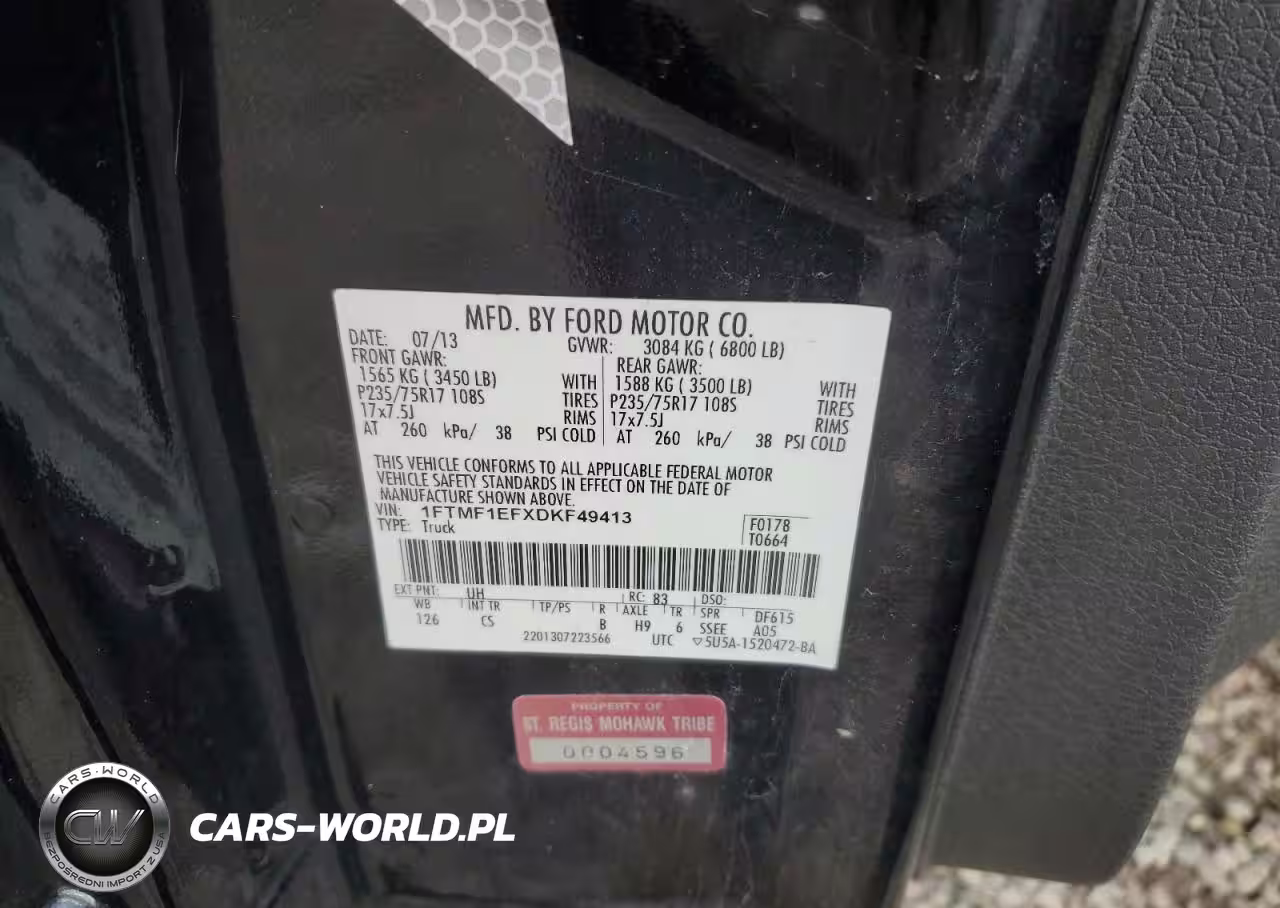 MFD. BY FORD MOTOR CO.
DATE: 07/13 GVWR: 3084 KG ( 6800 LB)
FRONT GAWR: REAR GAWR:
1565 KG ( 3450 LB) WITH 1588 KG ( 3500 LB) WITH
P235/75R17 108S TIRES P235/75R17 108S TIRES
17x7.5J RIMS 17x7.5J RIMS
AT 260 kPa/ 38 PSI COLD AT 260 kPa/ 38 PSI COLD
THIS VEHICLE CONFORMS TO ALL APPLICABLE FEDERAL MOTOR
VEHICLE SAFETY STANDARDS IN EFFECT ON THE DATE OF
MANUFACTURE SHOWN ABOVE.
VIN: 1FTMF1EFXDKF49413
TYPE: Truck
F0178
T0664
EXT PNT: UH RC: 83 DSO:
WB INT TR TP/PS R AXLE TR SPR DF615
126 CS B H9 6 SSEE A05
2201307223566 UTC ▽5U5A-1520472-BA
PROPERTY OF
ST. REGIS MOHAWK TRIBE
0004596
CARS-WORLD
CW
BEZPOŚREDNI IMPORT Z USA
CARS-WORLD.PL